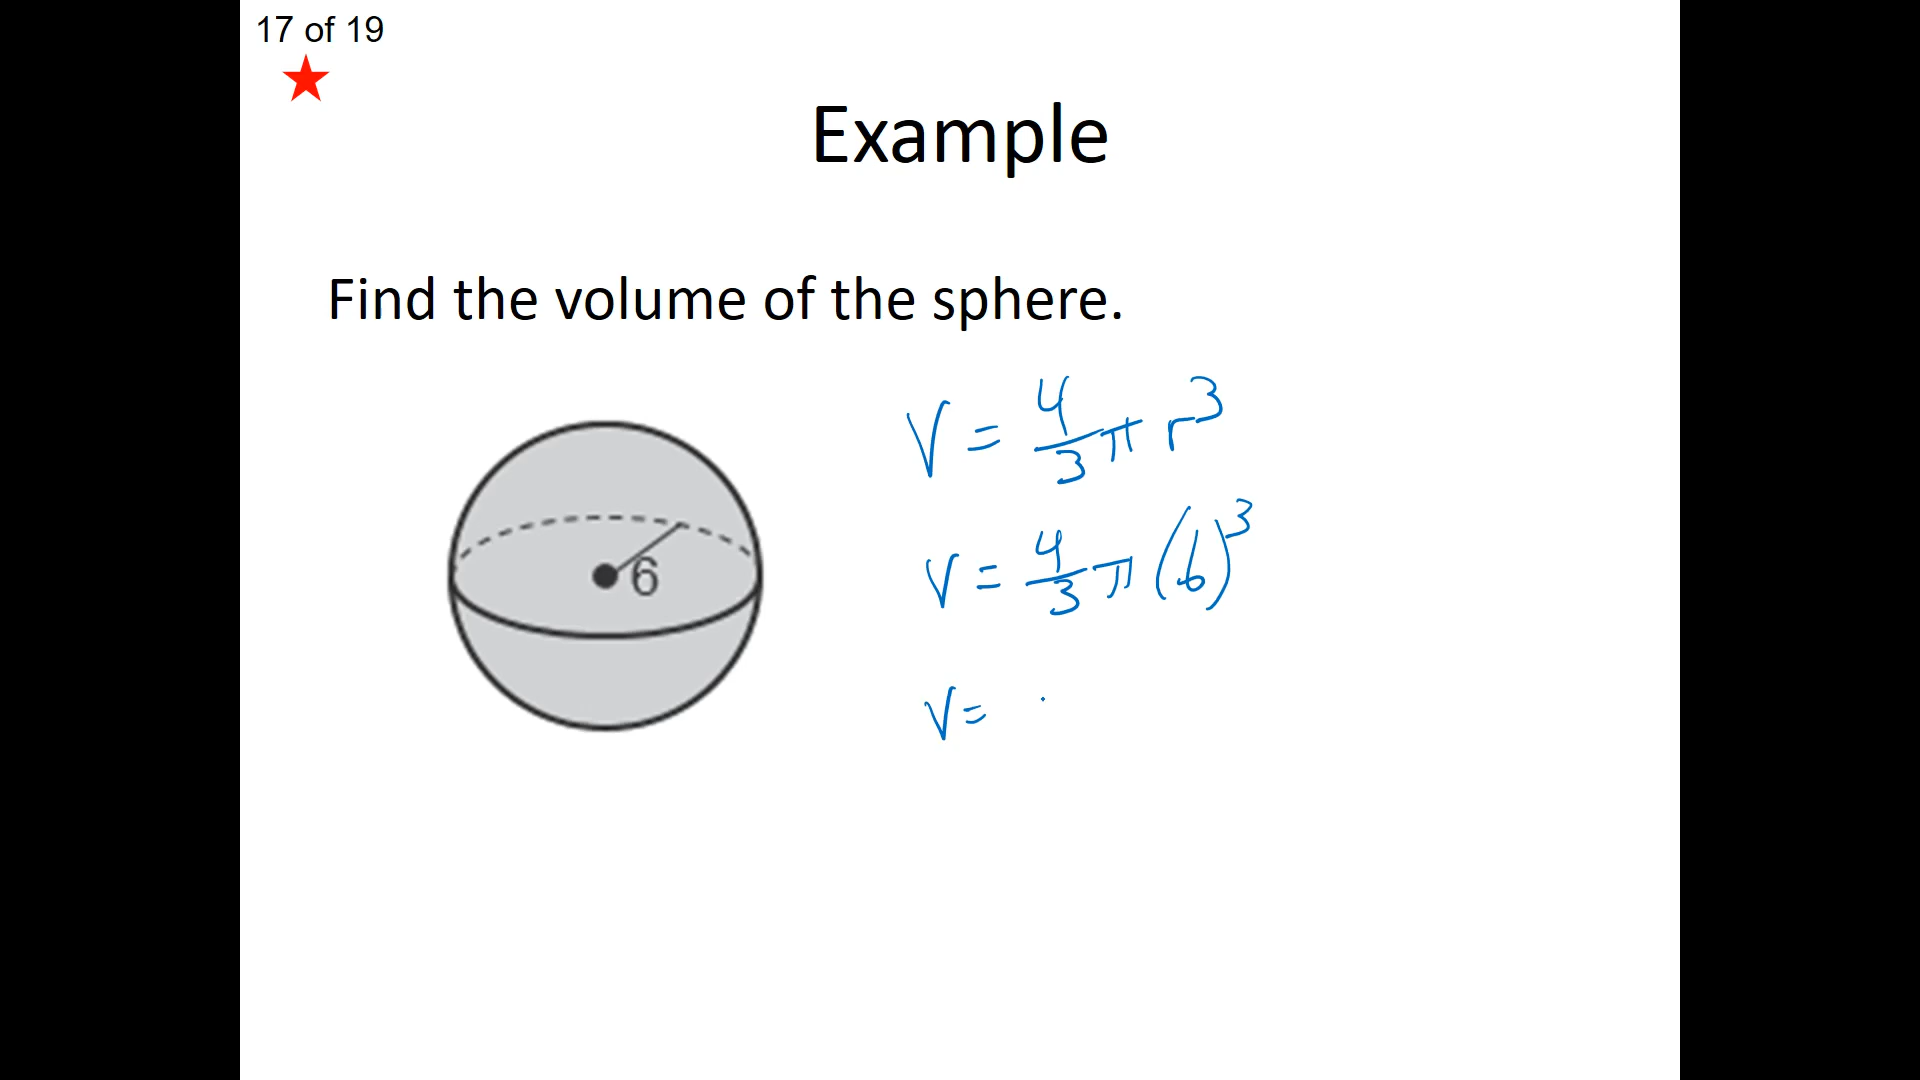 17 of 19
Example
Find the volume of the sphere.
6
V = 4/3 π r³
V = 4/3 π (6)³
V =